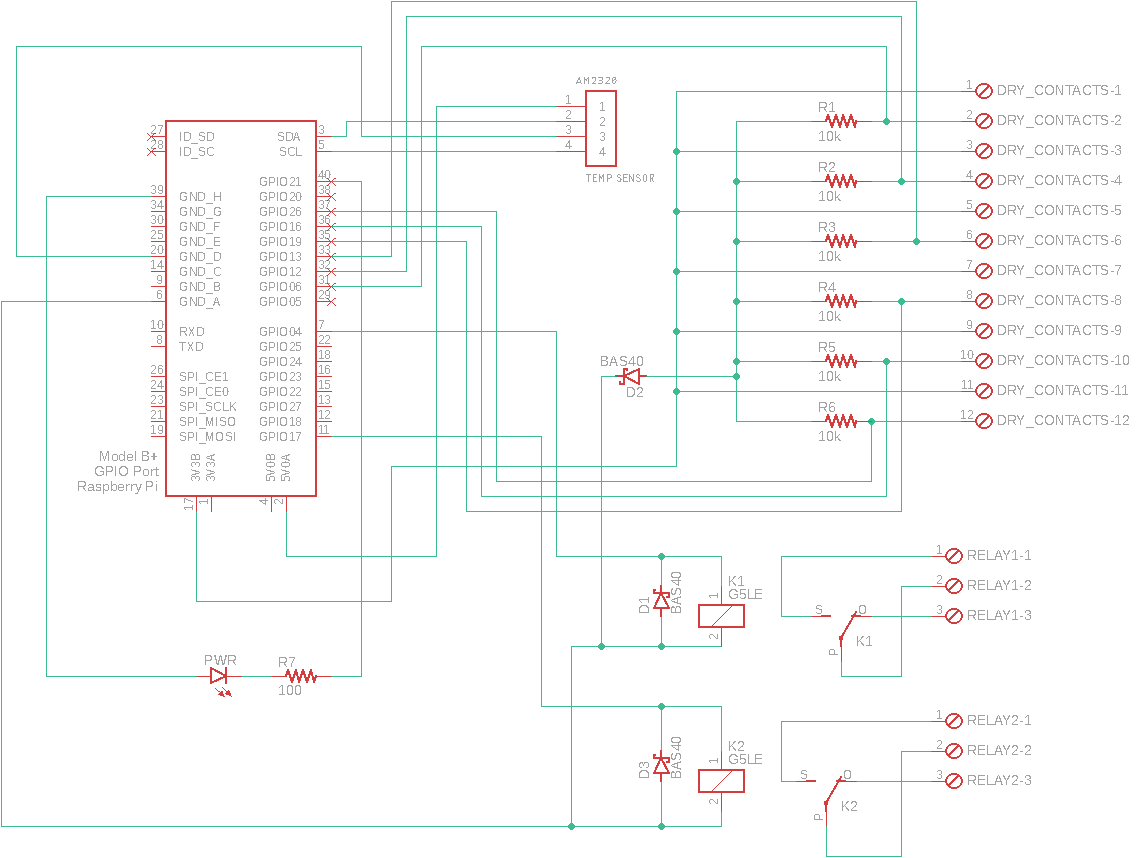 AM2320
1 1
2 2
3 3
4 4
TEMP SENSOR
27 ID_SD SDA 3
28 ID_SC SCL 5
GPIO21 40
39 GND_H GPIO20 38
34 GND_G GPIO26 37
30 GND_F GPIO16 36
25 GND_E GPIO19 35
20 GND_D GPIO13 33
14 GND_C GPIO12 32
9 GND_B GPIO06 31
6 GND_A GPIO05 29
10 RXD GPIO04 7
8 TXD GPIO25 22
GPIO24 18
26 SPI_CE1 GPIO23 16
24 SPI_CE0 GPIO22 15
23 SPI_SCLK GPIO27 13
21 SPI_MISO GPIO18 12
19 SPI_MOSI GPIO17 11
3V3B 3V3A 5V0B 5V0A
17 1 4 2
Model B+
GPIO Port
Raspberry Pi
1 DRY_CONTACTS-1
R1
10k
2 DRY_CONTACTS-2
3 DRY_CONTACTS-3
R2
10k
4 DRY_CONTACTS-4
5 DRY_CONTACTS-5
R3
10k
6 DRY_CONTACTS-6
7 DRY_CONTACTS-7
R4
10k
8 DRY_CONTACTS-8
9 DRY_CONTACTS-9
R5
10k
10 DRY_CONTACTS-10
11 DRY_CONTACTS-11
R6
10k
12 DRY_CONTACTS-12
BAS40
D2
D1
BAS40
K1
G5LE
1
2
1 RELAY1-1
2 RELAY1-2
3 RELAY1-3
S O
P
K1
PWR
R7
100
D3
BAS40
K2
G5LE
1
2
1 RELAY2-1
2 RELAY2-2
3 RELAY2-3
S O
P
K2